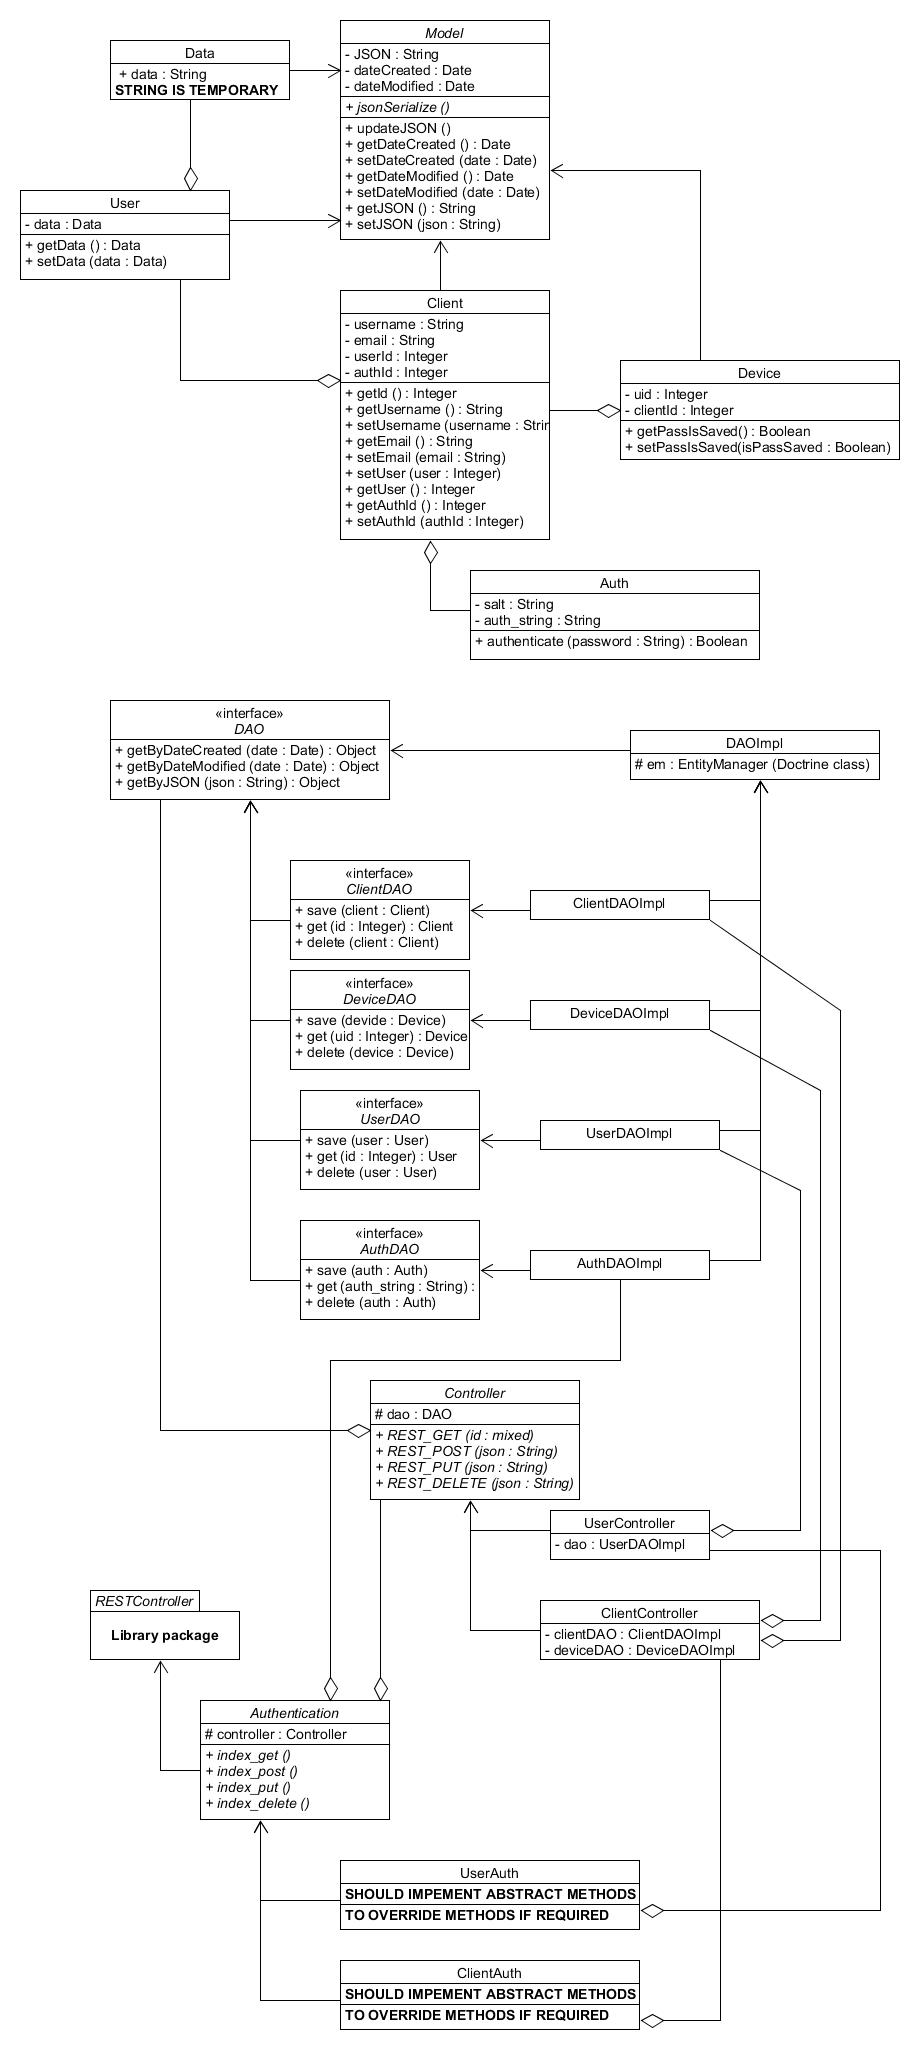 Model
- JSON : String
- dateCreated : Date
- dateModified : Date
+ jsonSerialize ()
+ updateJSON ()
+ getDateCreated () : Date
+ setDateCreated (date : Date)
+ getDateModified () : Date
+ setDateModified (date : Date)
+ getJSON () : String
+ setJSON (json : String)
Data
+ data : String
STRING IS TEMPORARY
User
- data : Data
+ getData () : Data
+ setData (data : Data)
Client
- username : String
- email : String
- userId : Integer
- authId : Integer
+ getId () : Integer
+ getUsername () : String
+ setUsername (username : Strin
+ getEmail () : String
+ setEmail (email : String)
+ setUser (user : Integer)
+ getUser () : Integer
+ getAuthId () : Integer
+ setAuthId (authId : Integer)
Device
- uid : Integer
- clientId : Integer
+ getPassIsSaved() : Boolean
+ setPassIsSaved(isPassSaved : Boolean)
Auth
- salt : String
- auth_string : String
+ authenticate (password : String) : Boolean
«interface»
DAO
+ getByDateCreated (date : Date) : Object
+ getByDateModified (date : Date) : Object
+ getByJSON (json : String) : Object
DAOImpl
# em : EntityManager (Doctrine class)
«interface»
ClientDAO
+ save (client : Client)
+ get (id : Integer) : Client
+ delete (client : Client)
ClientDAOImpl
«interface»
DeviceDAO
+ save (devide : Device)
+ get (uid : Integer) : Device
+ delete (device : Device)
DeviceDAOImpl
«interface»
UserDAO
+ save (user : User)
+ get (id : Integer) : User
+ delete (user : User)
UserDAOImpl
«interface»
AuthDAO
+ save (auth : Auth)
+ get (auth_string : String) :
+ delete (auth : Auth)
AuthDAOImpl
Controller
# dao : DAO
+ REST_GET (id : mixed)
+ REST_POST (json : String)
+ REST_PUT (json : String)
+ REST_DELETE (json : String)
UserController
- dao : UserDAOImpl
RESTController
Library package
ClientController
- clientDAO : ClientDAOImpl
- deviceDAO : DeviceDAOImpl
Authentication
# controller : Controller
+ index_get ()
+ index_post ()
+ index_put ()
+ index_delete ()
UserAuth
SHOULD IMPEMENT ABSTRACT METHODS
TO OVERRIDE METHODS IF REQUIRED
ClientAuth
SHOULD IMPEMENT ABSTRACT METHODS
TO OVERRIDE METHODS IF REQUIRED